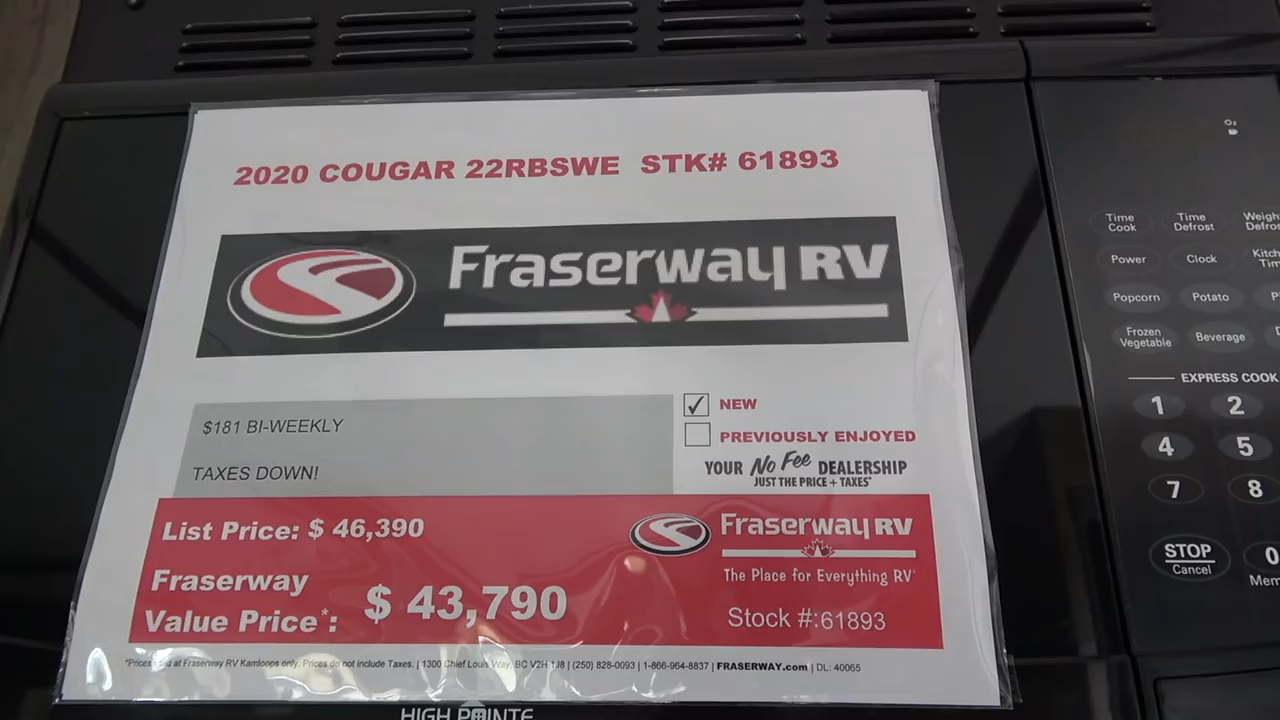 2020 COUGAR 22RBSWE STK# 61893
Fraserway RV
$181 BI-WEEKLY
TAXES DOWN!
NEW
PREVIOUSLY ENJOYED
YOUR No Fee DEALERSHIP
JUST THE PRICE + TAXES*
List Price: $ 46,390
Fraserway
Value Price*: $ 43,790
Fraserway RV
The Place for Everything RV
Stock #:61893
at Fraserway RV Kamloops only. Prices do not include Taxes. | 1300 Chief Louis Way, BC V2H 1J8 | (250) 828-0093 | 1-866-964-8837 | FRASERWAY.com | DL: 40065
HIGH POINTE
Time Cook
Time Defrost
Power
Clock
Popcorn
Potato
Frozen Vegetable
Beverage
EXPRESS COOK
1 2
4 5
7 8
STOP
Cancel
0